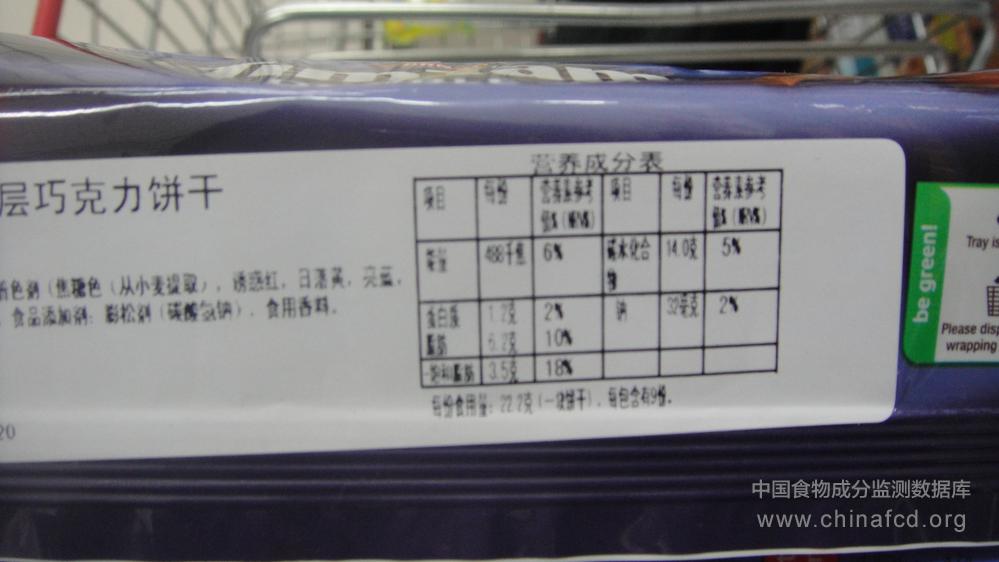 层巧克力饼干
色剂（焦糖色（从小麦提取），诱惑红，日落黄，亮蓝，
食品添加剂：膨松剂（碳酸氢钠），食用香料。
20
营养成分表
项目 每份 营养素参考值%（NRV%） 项目 每份 营养素参考值%（NRV%）
能量 488千焦 6% 碳水化合物 14.0克 5%
蛋白质 1.2克 2% 钠 32毫克 2%
脂肪 6.2克 10%
-饱和脂肪 3.5克 18%
每份食用量：22.2克（一块饼干），每包含有9份。
be green!
Tray is
Please disp
wrapping
中国食物成分监测数据库
www.chinafcd.org